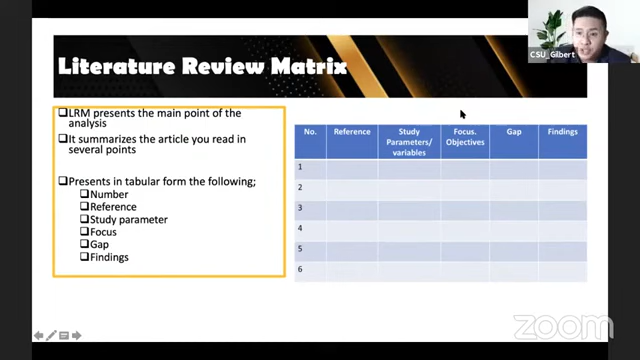 CSU_Gilbert
Literature Review Matrix
LRM presents the main point of the
analysis
It summarizes the article you read in
several points
Presents in tabular form the following;
Number
Reference
Study parameter
Focus
Gap
Findings
No. Reference Study Parameters/ variables Focus. Objectives Gap Findings
1
2
3
4
5
6
zoom